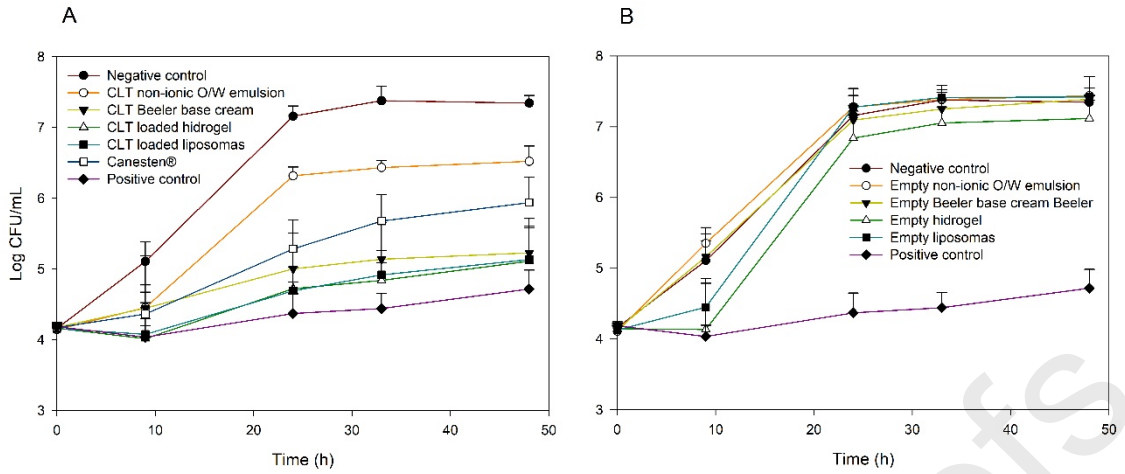 A
8
7
6
5
4
3
Log CFU/mL
Negative control
CLT non-ionic O/W emulsion
CLT Beeler base cream
CLT loaded hidrogel
CLT loaded liposomas
Canesten®
Positive control
0
10
20
30
40
50
Time (h)
B
8
7
6
5
4
3
Negative control
Empty non-ionic O/W emulsion
Empty Beeler base cream Beeler
Empty hidrogel
Empty liposomas
Positive control
0
10
20
30
40
50
Time (h)